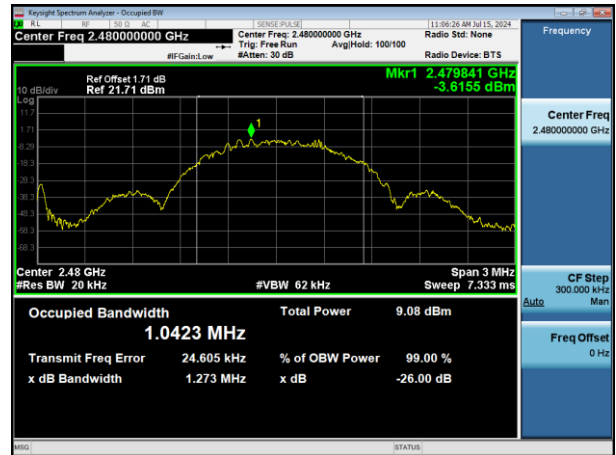 Keysight Spectrum Analyzer - Occupied BW
RL RF 50 Ω AC SENSE:PULSE 11:06:26 AM Jul 15, 2024
Center Freq 2.480000000 GHz Center Freq: 2.480000000 GHz Radio Std: None
Trig: Free Run Avg|Hold: 100/100
#IFGain:Low #Atten: 30 dB Radio Device: BTS
Frequency
Ref Offset 1.71 dB
10 dB/div Ref 21.71 dBm
Mkr1 2.479841 GHz
-3.6155 dBm
Log
11.7
1.71
-8.29
-18.3
-28.3
-38.3
-48.3
-58.3
-68.3
1
Center 2.48 GHz Span 3 MHz
#Res BW 20 kHz #VBW 62 kHz Sweep 7.333 ms
Occupied Bandwidth Total Power 9.08 dBm
1.0423 MHz
Transmit Freq Error 24.605 kHz % of OBW Power 99.00 %
x dB Bandwidth 1.273 MHz x dB -26.00 dB
Center Freq
2.480000000 GHz
CF Step
300.000 kHz
Auto Man
Freq Offset
0 Hz
MSG STATUS